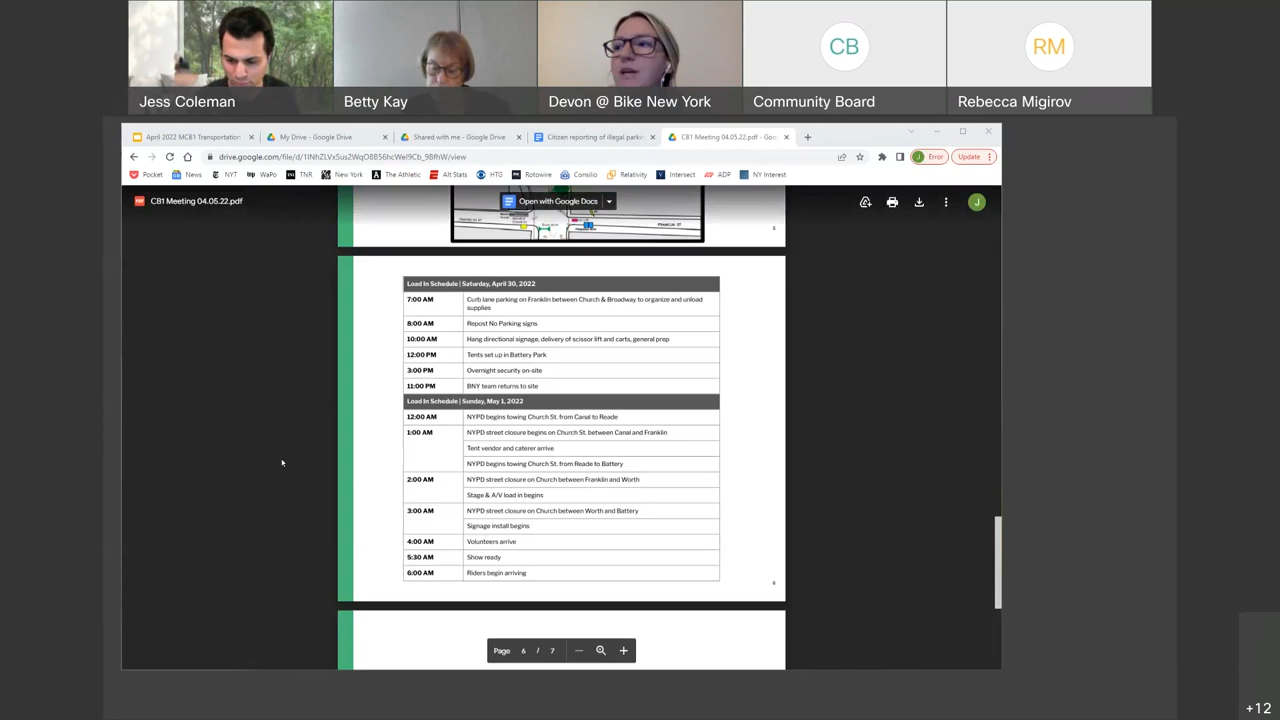 CB
RM
Jess Coleman
Betty Kay
Devon @ Bike New York
Community Board
Rebecca Migirov
April 2022 MCB1 Transportation
My Drive - Google Drive
Shared with me - Google Drive
Citizen reporting of illegal parkin
CB1 Meeting 04.05.22.pdf - Goo
Error
Update
Pocket
News
NYT
WaPo
TNR
New York
The Athletic
Alt Stats
HTG
Rotowire
Consilio
Relativity
Intersect
ADP
NY Interest
CB1 Meeting 04.05.22.pdf
Open with Google Docs
J
FRANKLIN ST
FRANKLIN ST
5
Load In Schedule | Saturday, April 30, 2022
7:00 AM Curb lane parking on Franklin between Church & Broadway to organize and unload
supplies
8:00 AM Repost No Parking signs
10:00 AM Hang directional signage, delivery of scissor lift and carts, general prep
12:00 PM Tents set up in Battery Park
3:00 PM Overnight security on-site
11:00 PM BNY team returns to site
Load In Schedule | Sunday, May 1, 2022
12:00 AM NYPD begins towing Church St. from Canal to Reade
1:00 AM NYPD street closure begins on Church St. between Canal and Franklin
Tent vendor and caterer arrive
NYPD begins towing Church St. from Reade to Battery
2:00 AM NYPD street closure on Church between Franklin and Worth
Stage & A/V load in begins
3:00 AM NYPD street closure on Church between Worth and Battery
Signage install begins
4:00 AM Volunteers arrive
5:30 AM Show ready
6:00 AM Riders begin arriving
6
Page 6 / 7
+12